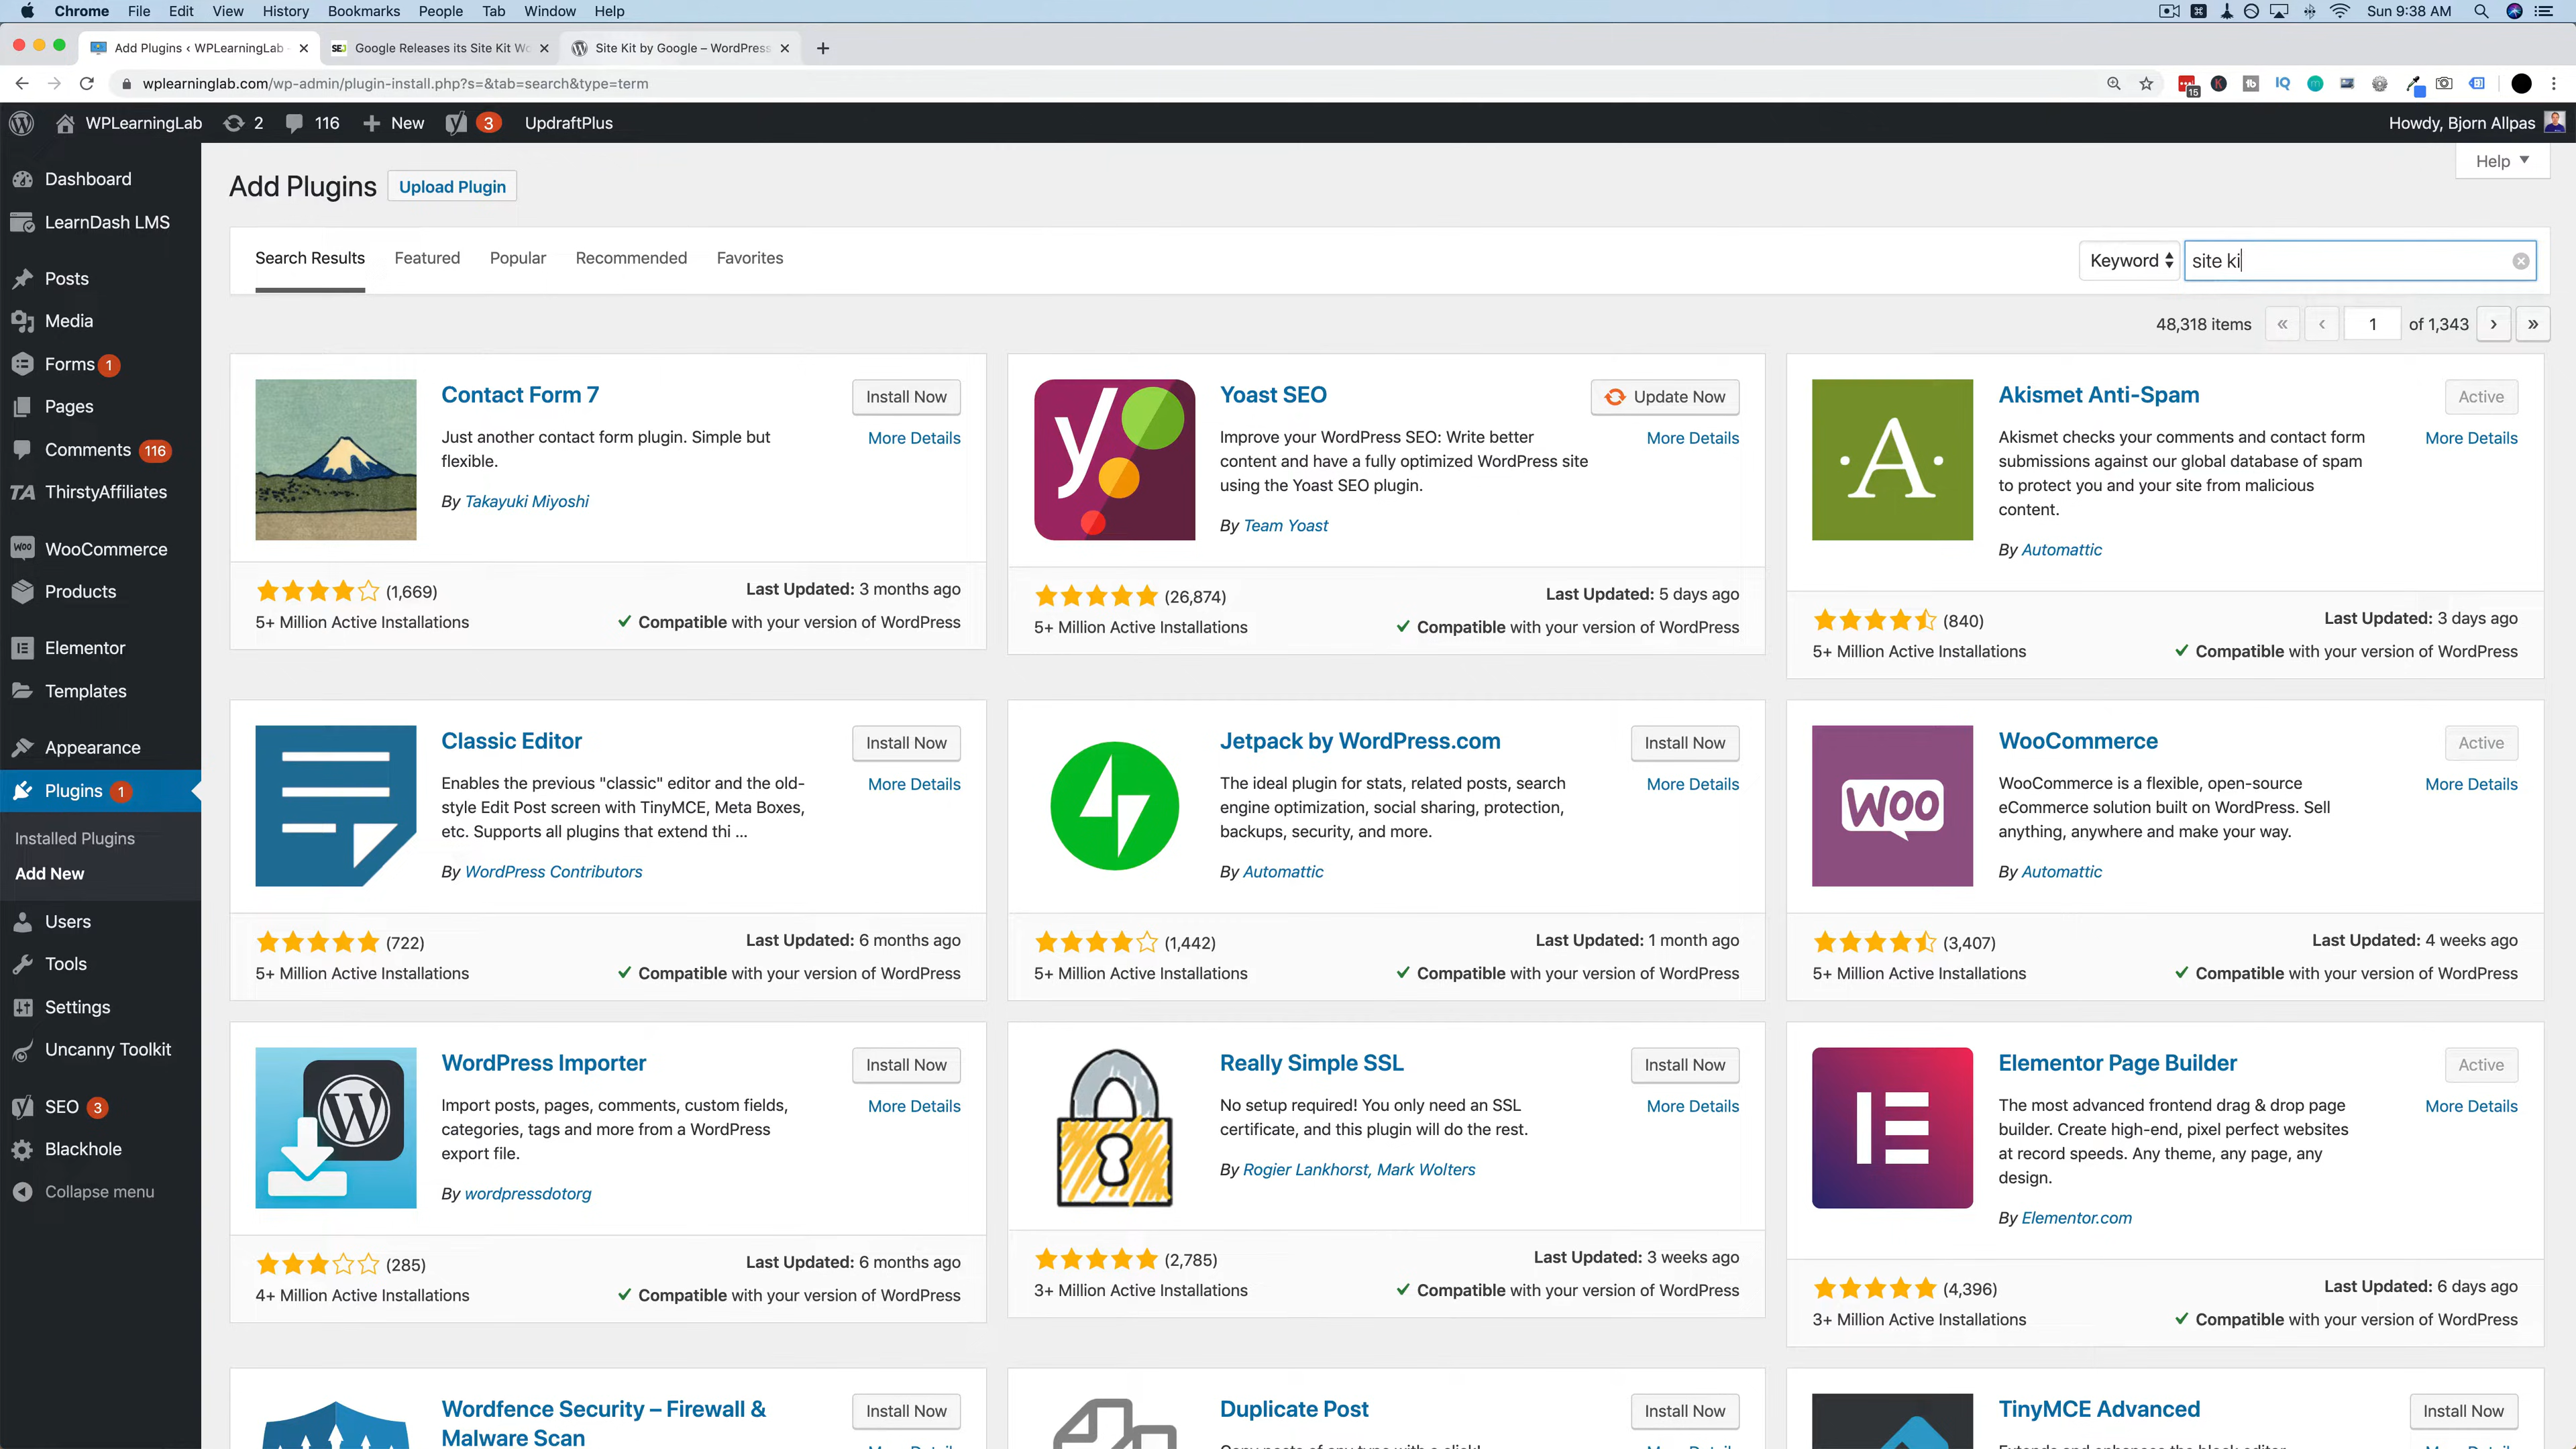 Chrome File Edit View History Bookmarks People Tab Window Help
Sun 9:38 AM
Add Plugins ‹ WPLearningLab -
SEJ Google Releases its Site Kit Wo
Site Kit by Google – WordPress
wplearninglab.com/wp-admin/plugin-install.php?s=&tab=search&type=term
15
IQ
WPLearningLab 2 116 New 3 UpdraftPlus
Howdy, Bjorn Allpas
Dashboard
LearnDash LMS
Posts
Media
Forms 1
Pages
Comments 116
TA ThirstyAffiliates
WooCommerce
Products
Elementor
Templates
Appearance
Plugins 1
Installed Plugins
Add New
Users
Tools
Settings
Uncanny Toolkit
SEO 3
Blackhole
Collapse menu
Help
Add Plugins Upload Plugin
Search Results Featured Popular Recommended Favorites
Keyword site ki
48,318 items « ‹ 1 of 1,343 › »
Contact Form 7
Install Now
More Details
Just another contact form plugin. Simple but
flexible.
By Takayuki Miyoshi
(1,669)
Last Updated: 3 months ago
5+ Million Active Installations
Compatible with your version of WordPress
Yoast SEO
Update Now
More Details
Improve your WordPress SEO: Write better
content and have a fully optimized WordPress site
using the Yoast SEO plugin.
By Team Yoast
(26,874)
Last Updated: 5 days ago
5+ Million Active Installations
Compatible with your version of WordPress
Akismet Anti-Spam
Active
More Details
Akismet checks your comments and contact form
submissions against our global database of spam
to protect you and your site from malicious
content.
By Automattic
(840)
Last Updated: 3 days ago
5+ Million Active Installations
Compatible with your version of WordPress
Classic Editor
Install Now
More Details
Enables the previous "classic" editor and the old-
style Edit Post screen with TinyMCE, Meta Boxes,
etc. Supports all plugins that extend thi ...
By WordPress Contributors
(722)
Last Updated: 6 months ago
5+ Million Active Installations
Compatible with your version of WordPress
Jetpack by WordPress.com
Install Now
More Details
The ideal plugin for stats, related posts, search
engine optimization, social sharing, protection,
backups, security, and more.
By Automattic
(1,442)
Last Updated: 1 month ago
5+ Million Active Installations
Compatible with your version of WordPress
WOO
WooCommerce
Active
More Details
WooCommerce is a flexible, open-source
eCommerce solution built on WordPress. Sell
anything, anywhere and make your way.
By Automattic
(3,407)
Last Updated: 4 weeks ago
5+ Million Active Installations
Compatible with your version of WordPress
WordPress Importer
Install Now
More Details
Import posts, pages, comments, custom fields,
categories, tags and more from a WordPress
export file.
By wordpressdotorg
(285)
Last Updated: 6 months ago
4+ Million Active Installations
Compatible with your version of WordPress
Really Simple SSL
Install Now
More Details
No setup required! You only need an SSL
certificate, and this plugin will do the rest.
By Rogier Lankhorst, Mark Wolters
(2,785)
Last Updated: 3 weeks ago
3+ Million Active Installations
Compatible with your version of WordPress
Elementor Page Builder
Active
More Details
The most advanced frontend drag & drop page
builder. Create high-end, pixel perfect websites
at record speeds. Any theme, any page, any
design.
By Elementor.com
(4,396)
Last Updated: 6 days ago
3+ Million Active Installations
Compatible with your version of WordPress
Wordfence Security – Firewall &
Malware Scan
Install Now
Duplicate Post
Install Now
TinyMCE Advanced
Install Now